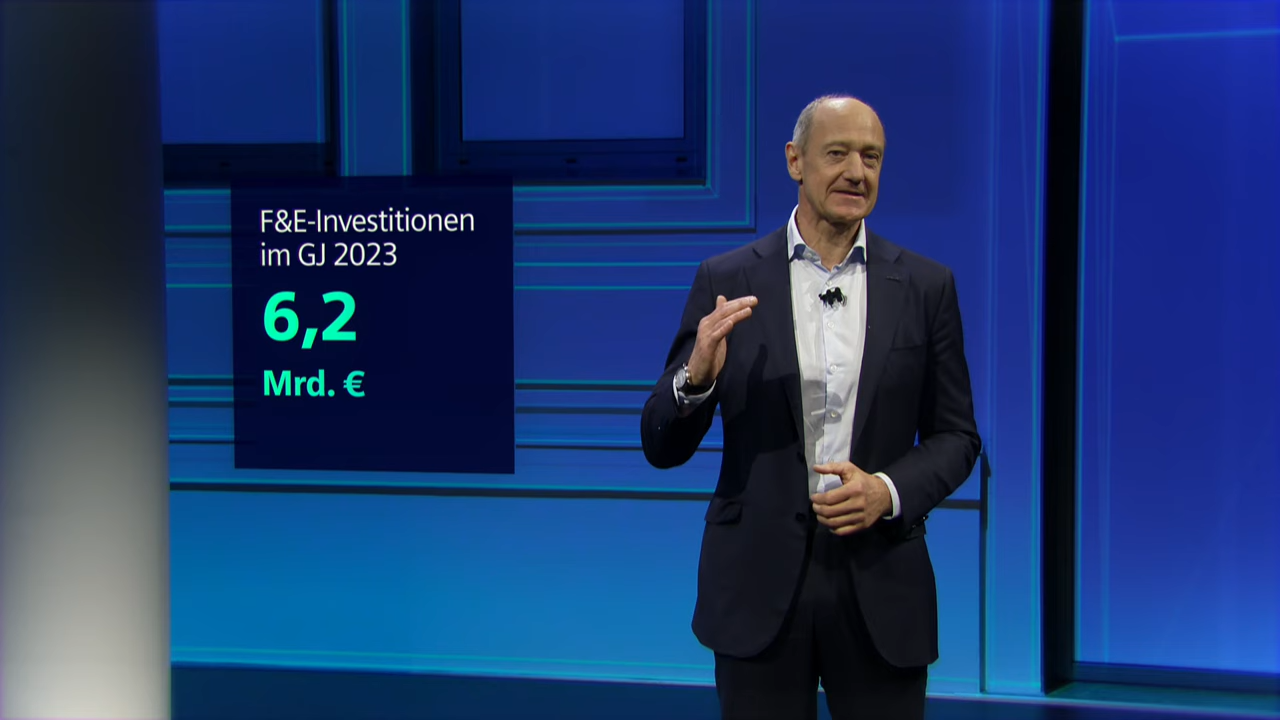 F&E-Investitionen
im GJ 2023
6,2
Mrd. €